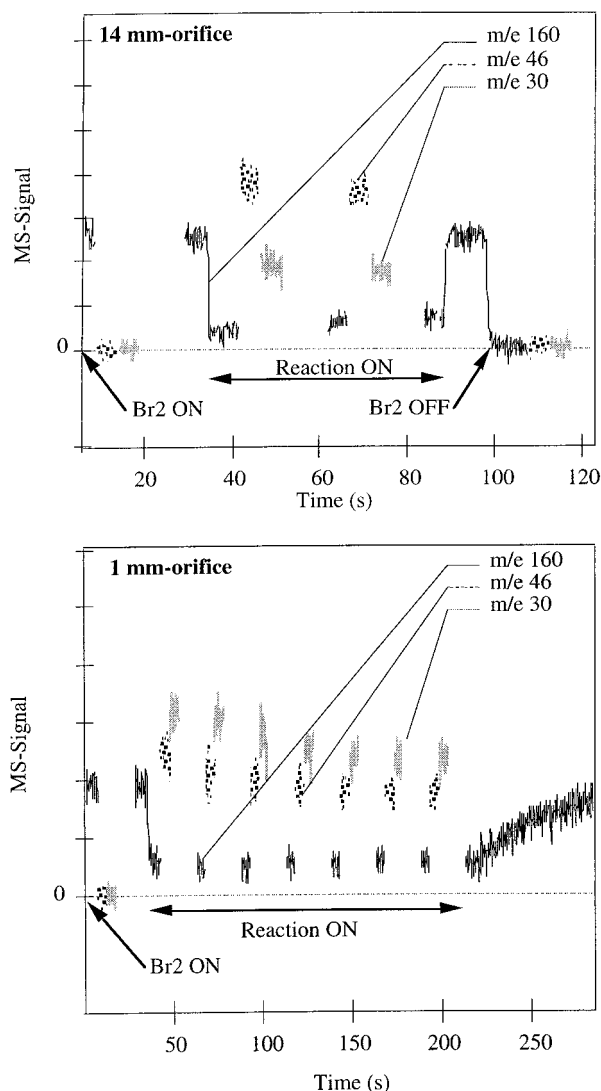 14 mm-orifice
m/e 160
m/e 46
m/e 30
MS-Signal
0
Reaction ON
Br2 ON
Br2 OFF
20 40 60 80 100 120
Time (s)
1 mm-orifice
m/e 160
m/e 46
m/e 30
MS-Signal
0
Reaction ON
Br2 ON
50 100 150 200 250
Time (s)